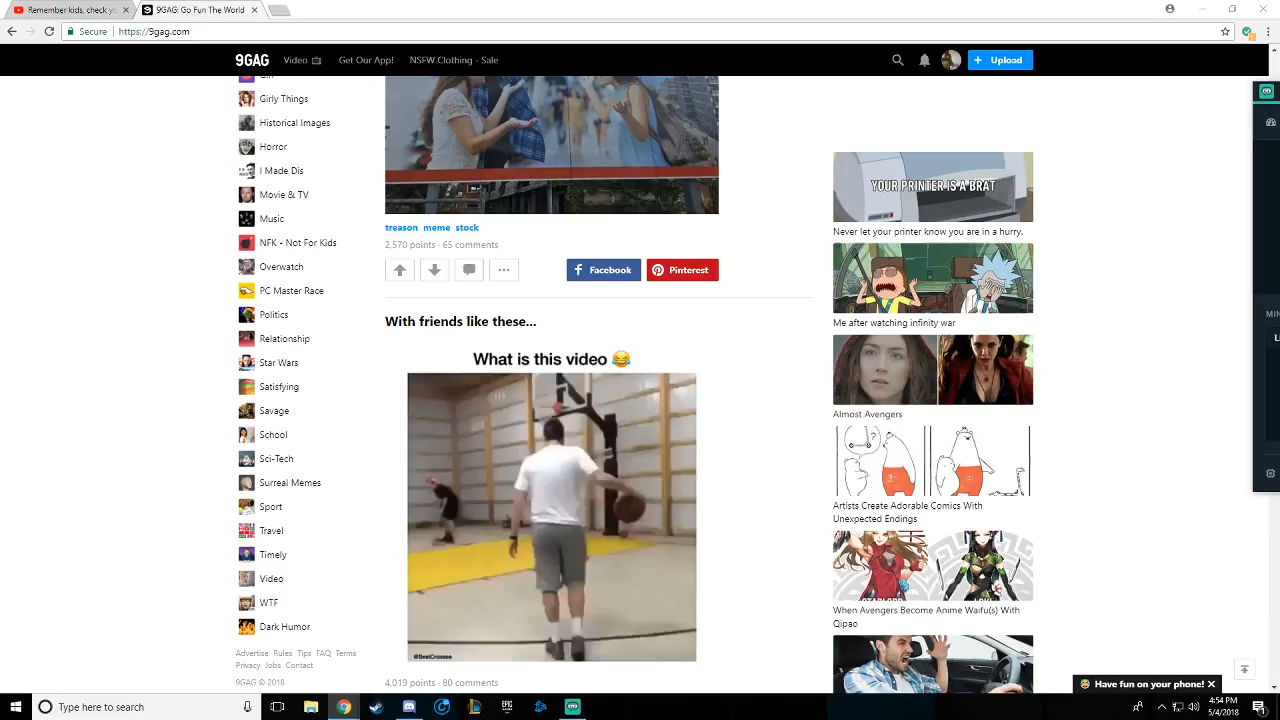 Remember kids, check yo
9GAG: Go Fun The World
Secure
https://9gag.com
9GAG
Video
Get Our App!
NSFW Clothing - Sale
Upload
Girl
Girly Things
Historical Images
Horror
I Made Dis
Movie & TV
Music
NFK - Not For Kids
Overwatch
PC Master Race
Politics
Relationship
Star Wars
Satisfying
Savage
School
Sci-Tech
Surreal Memes
Sport
Travel
Timely
Video
WTF
Dark Humor
Advertise Rules Tips FAQ Terms
Privacy Jobs Contact
9GAG © 2018
treason meme stock
2,570 points · 65 comments
Facebook
Pinterest
With friends like these...
What is this video 😂
@BestCrosses
4,019 points · 80 comments
YOUR PRINTER IS A BRAT
Never let your printer know you are in a hurry.
Me after watching infinity war
Almost Avengers
?
Artists Create Adorable Comics With
Unexpected Endings
When Avengers Become Anime Waifu(s) With
Qipao
Have fun on your phone! ✕
MIN
L
Type here to search
EPIC
4:54 PM
5/4/2018